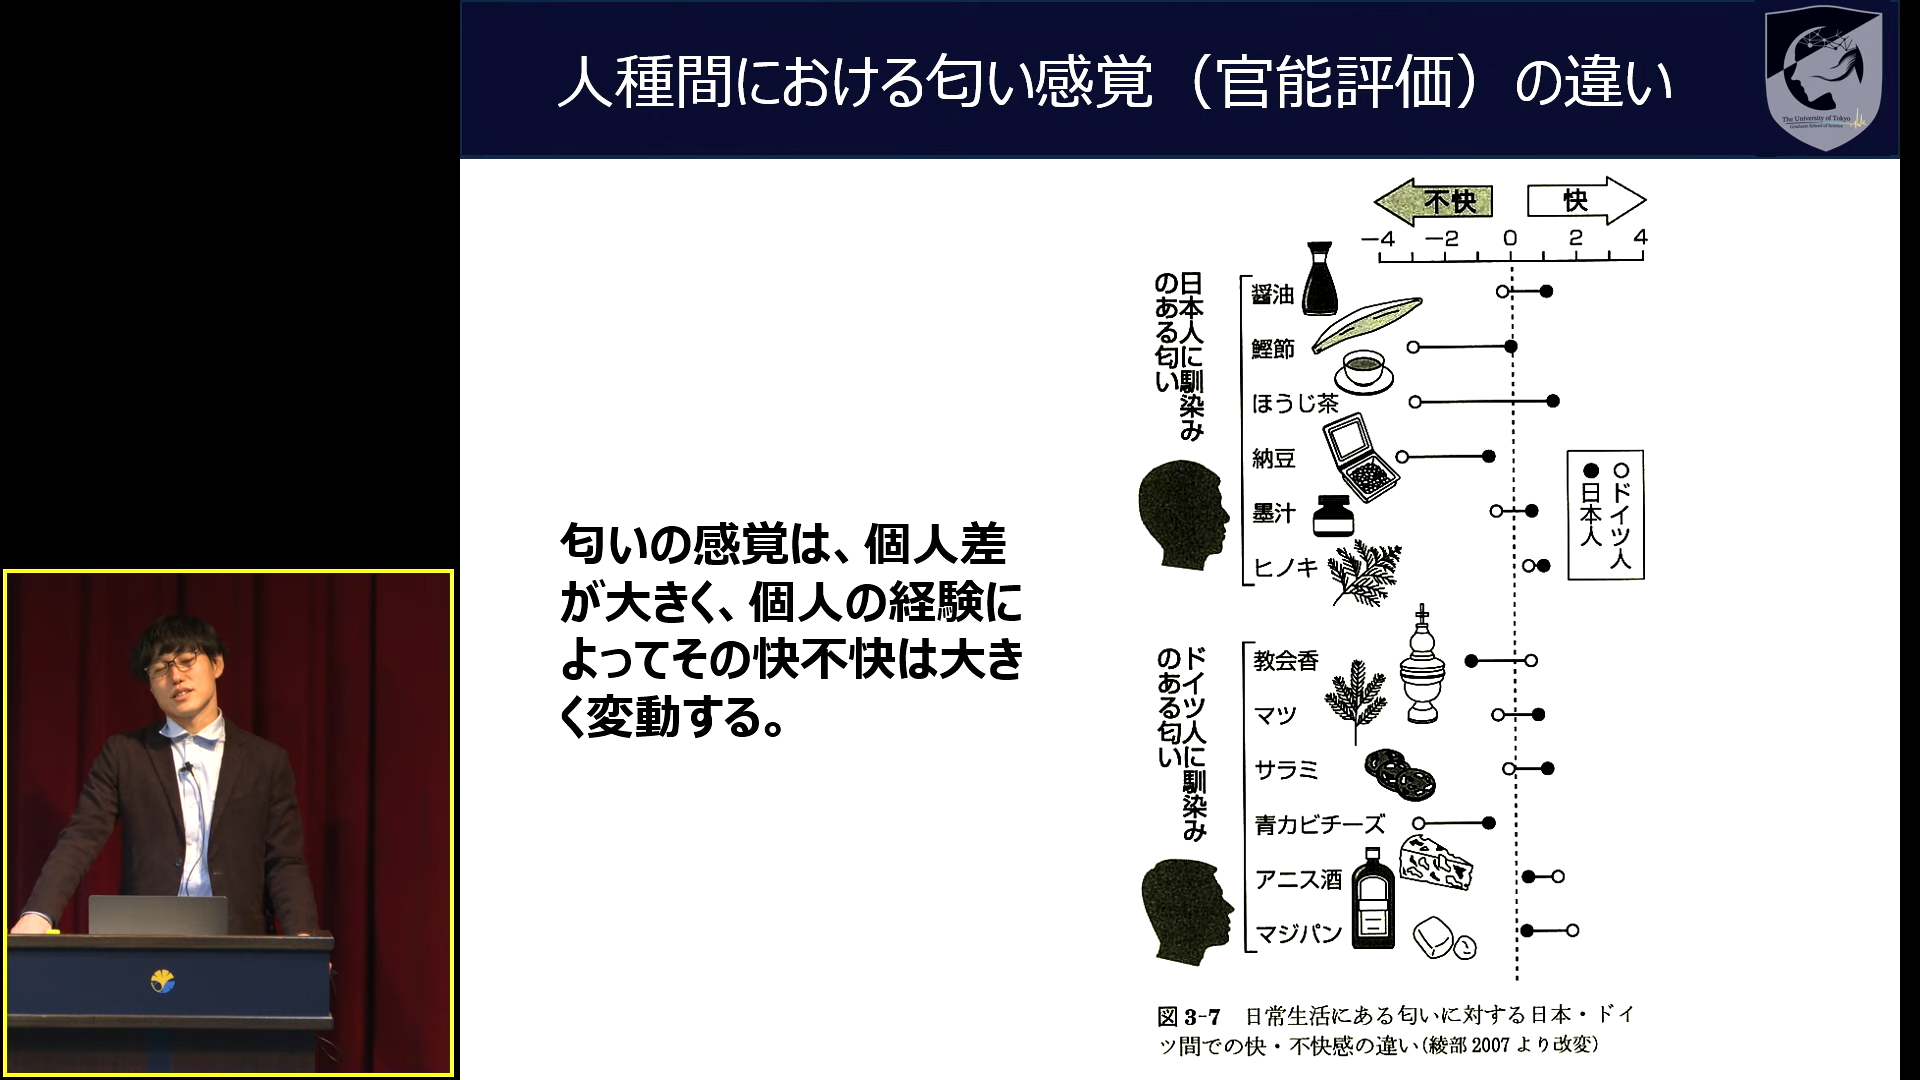 人種間における匂い感覚（官能評価）の違い
The University of Tokyo
Graduate School of Science
匂いの感覚は、個人差
が大きく、個人の経験に
よってその快不快は大き
く変動する。
不快
快
−4 −2 0 2 4
日本人に馴染み
のある匂い
醤油
鰹節
ほうじ茶
納豆
墨汁
ヒノキ
○ドイツ人
●日本人
ドイツ人に馴染み
のある匂い
教会香
マツ
サラミ
青カビチーズ
アニス酒
マジパン
図 3-7 日常生活にある匂いに対する日本・ドイ
ツ間での快・不快感の違い(綾部 2007 より改変)